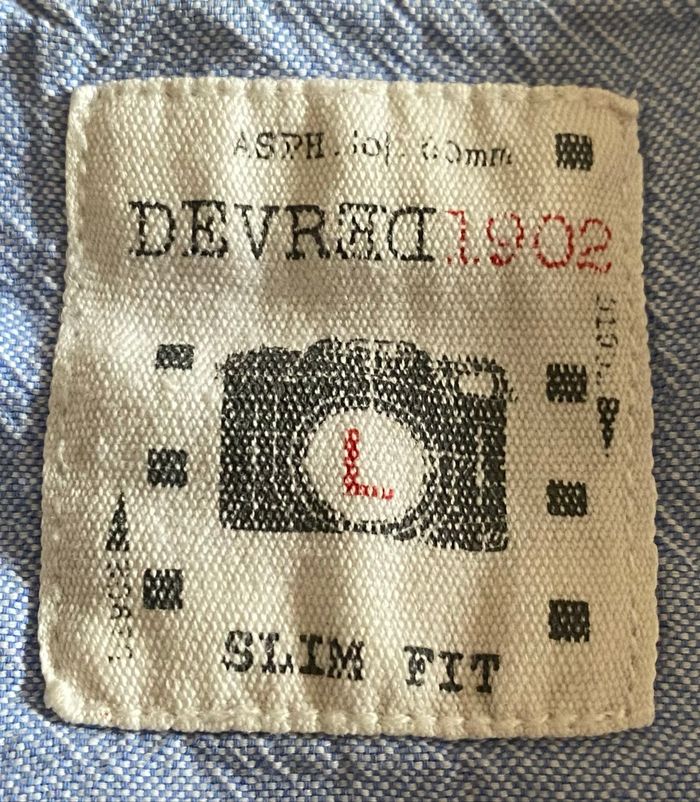 ASPH
DEVRED1902
L
SLIM FIT